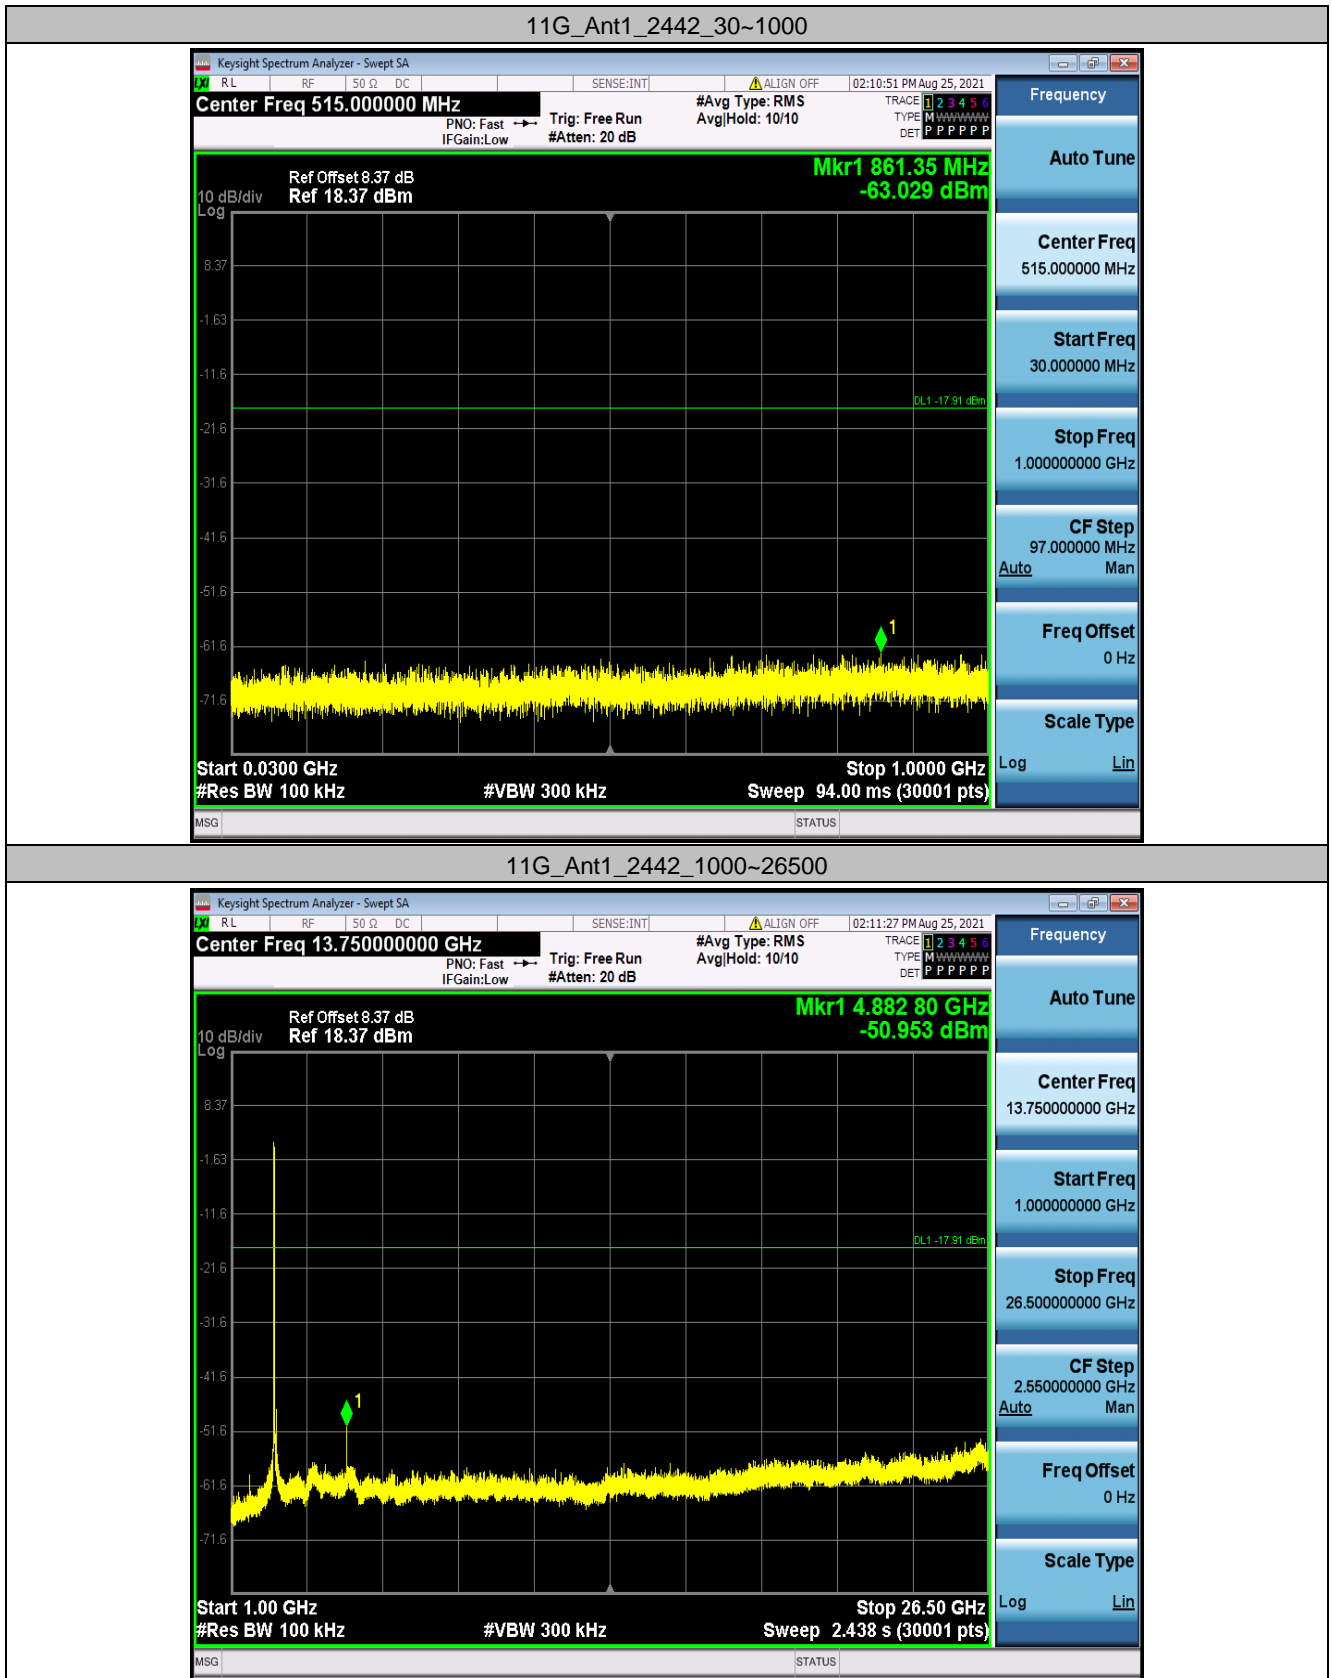 11G_Ant1_2442_30~1000
Keysight Spectrum Analyzer - Swept SA
LXI RL RF 50 Ω DC SENSE:INT ALIGN OFF 02:10:51 PM Aug 25, 2021
Center Freq 515.000000 MHz
PNO: Fast
IFGain:Low
Trig: Free Run
#Atten: 20 dB
#Avg Type: RMS
Avg|Hold: 10/10
TRACE 1 2 3 4 5 6
TYPE M W W W W W
DET P P P P P P
Mkr1 861.35 MHz
-63.029 dBm
Ref Offset 8.37 dB
10 dB/div Ref 18.37 dBm
Log
8.37
-1.63
-11.6
DL1 -17.91 dBm
-21.6
-31.6
-41.6
-51.6
1
-61.6
-71.6
Start 0.0300 GHz Stop 1.0000 GHz
#Res BW 100 kHz #VBW 300 kHz Sweep 94.00 ms (30001 pts)
MSG STATUS
Frequency
Auto Tune
Center Freq
515.000000 MHz
Start Freq
30.000000 MHz
Stop Freq
1.000000000 GHz
CF Step
97.000000 MHz
Auto Man
Freq Offset
0 Hz
Scale Type
Log Lin
11G_Ant1_2442_1000~26500
Keysight Spectrum Analyzer - Swept SA
LXI RL RF 50 Ω DC SENSE:INT ALIGN OFF 02:11:27 PM Aug 25, 2021
Center Freq 13.750000000 GHz
PNO: Fast
IFGain:Low
Trig: Free Run
#Atten: 20 dB
#Avg Type: RMS
Avg|Hold: 10/10
TRACE 1 2 3 4 5 6
TYPE M W W W W W
DET P P P P P P
Mkr1 4.882 80 GHz
-50.953 dBm
Ref Offset 8.37 dB
10 dB/div Ref 18.37 dBm
Log
8.37
-1.63
-11.6
DL1 -17.91 dBm
-21.6
-31.6
-41.6
1
-51.6
-61.6
-71.6
Start 1.00 GHz Stop 26.50 GHz
#Res BW 100 kHz #VBW 300 kHz Sweep 2.438 s (30001 pts)
MSG STATUS
Frequency
Auto Tune
Center Freq
13.750000000 GHz
Start Freq
1.000000000 GHz
Stop Freq
26.500000000 GHz
CF Step
2.550000000 GHz
Auto Man
Freq Offset
0 Hz
Scale Type
Log Lin